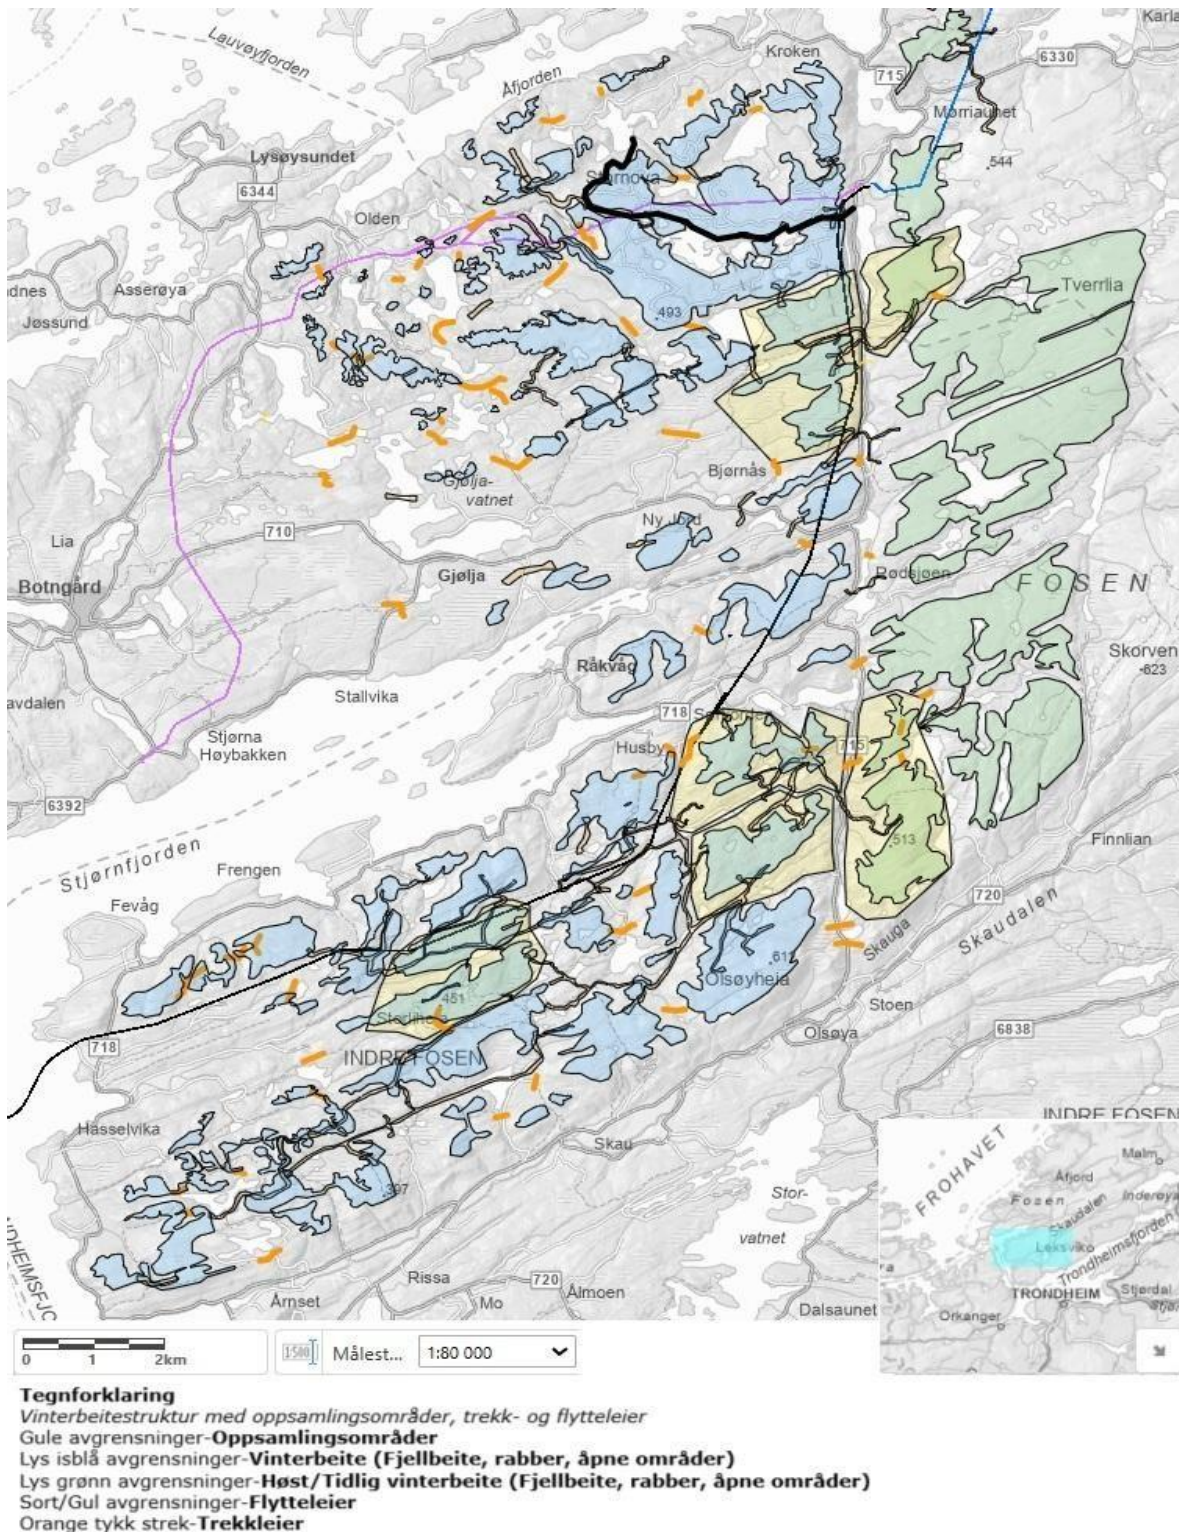 Karla
Kroken
Lauvøyfjorden
6330
Åfjorden
715
Mørriaunet
Lysøysundet
544
Stornova
6344
Olden
Tverrlia
Asserøya
dnes
Jøssund
493
Bjørnås
Gjølja-
vatnet
Ny Jord
710
Lia
Gjølja
Rødsjøen
Botngård
FOSEN
Skorven
623
Råkvåg
Stallvika
avdalen
718
Stjørna
Høybakken
Husby
715
6392
513
Finnlian
Stjørnfjorden
Frengen
720
Fevåg
Skaudalen
Skauga
Olsøyheia
451
Stoen
Olsøya
6838
718
INDRE FOSEN
INDRE FOSEN
Hasselvika
Skau
397
Stor-
vatnet
Rissa
720
Ålmoen
Årnset
Mo
Dalsaunet
FROHAVET
Malm
Åfjord
Fosen
Inderøya
Skaudalen
Leksvik
Trondheimsfjorden
TRONDHEIM
Stjørdal
Orkanger
0 1 2km
Målest... 1:80 000
Tegnforklaring
Vinterbeitestruktur med oppsamlingsområder, trekk- og flytteleier
Gule avgrensninger-Oppsamlingsområder
Lys isblå avgrensninger-Vinterbeite (Fjellbeite, rabber, åpne områder)
Lys grønn avgrensninger-Høst/Tidlig vinterbeite (Fjellbeite, rabber, åpne områder)
Sort/Gul avgrensninger-Flytteleier
Orange tykk strek-Trekkleier